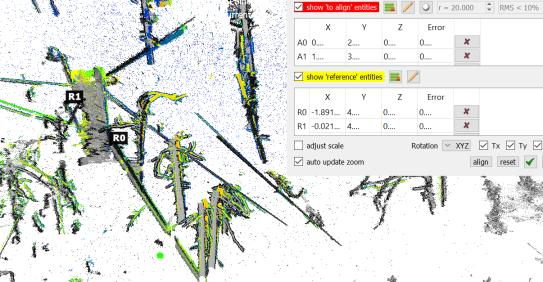 show 'to align' entities r = 20.000 RMS < 10%
X Y Z Error
A0 0.... 2.... 0.... 0....
A1 1.... 3.... 0.... 0....
show 'reference' entities
X Y Z Error
R0 -1.891... 4.... 0.... 0....
R1 -0.021... 4.... 0.... 0....
adjust scale Rotation XYZ Tx Ty
auto update zoom align reset
R1
R0